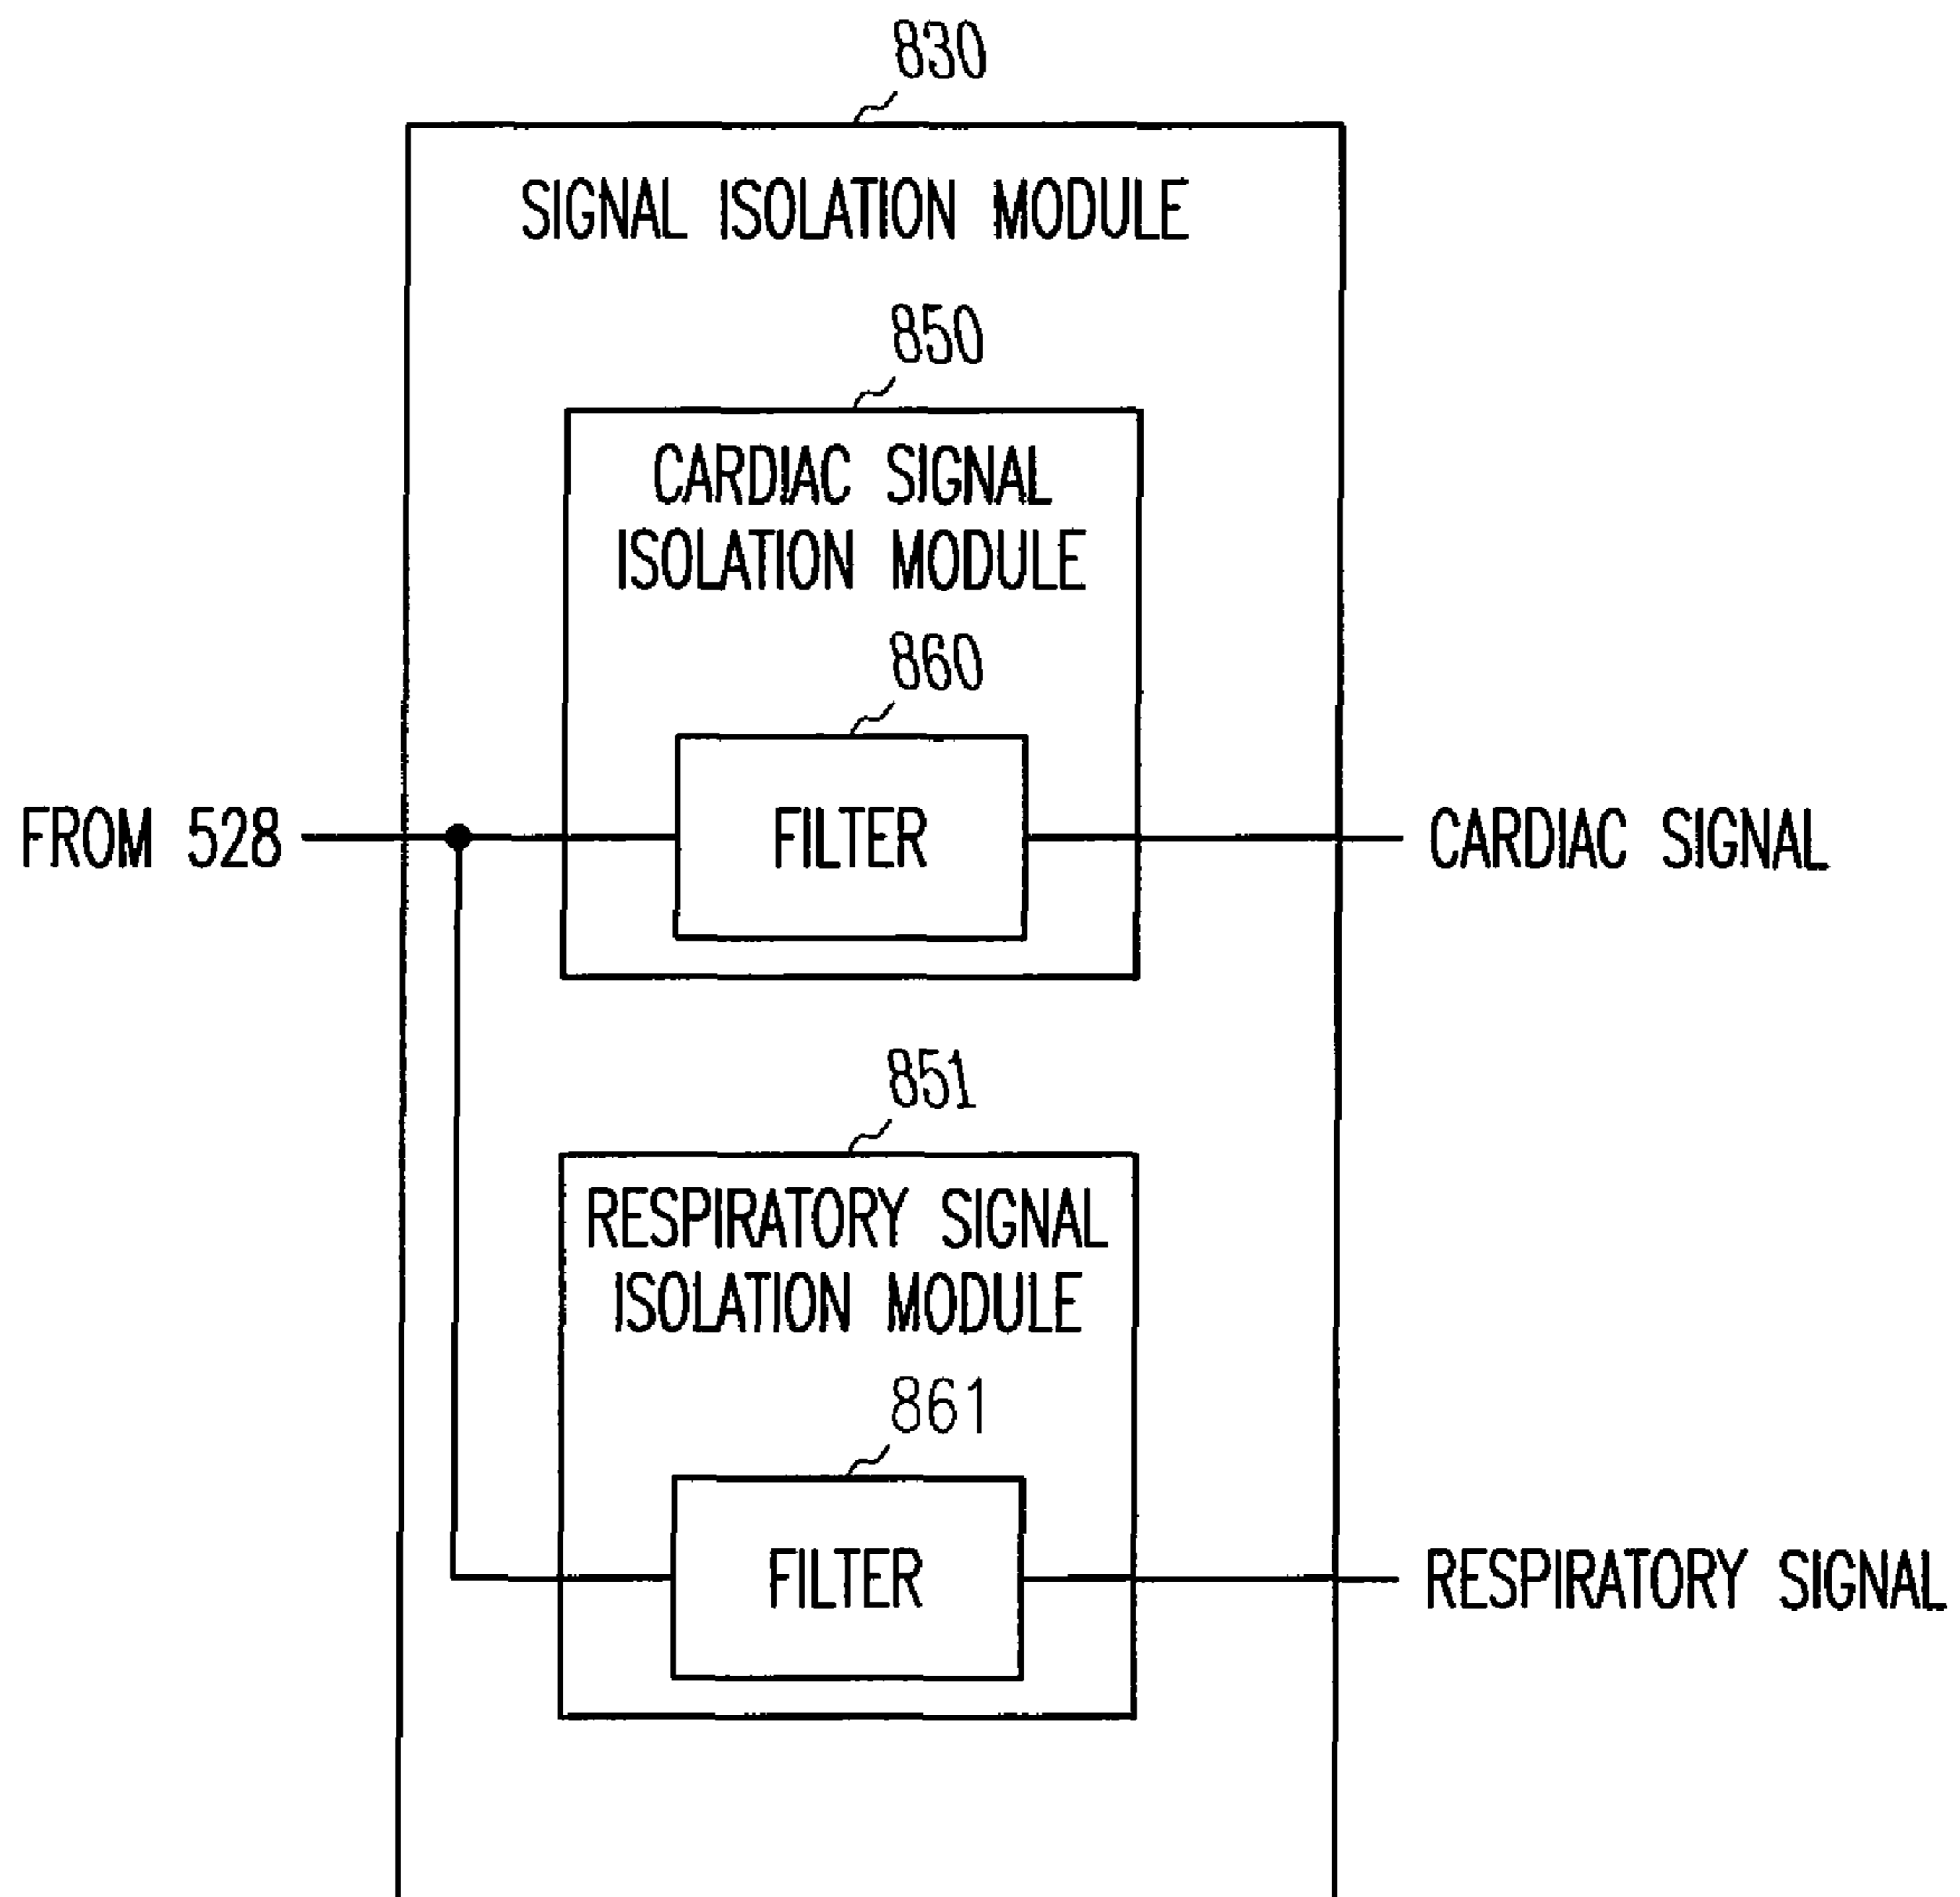 830
SIGNAL ISOLATION MODULE
850
CARDIAC SIGNAL
ISOLATION MODULE
860
FROM 528
FILTER
CARDIAC SIGNAL
851
RESPIRATORY SIGNAL
ISOLATION MODULE
861
FILTER
RESPIRATORY SIGNAL